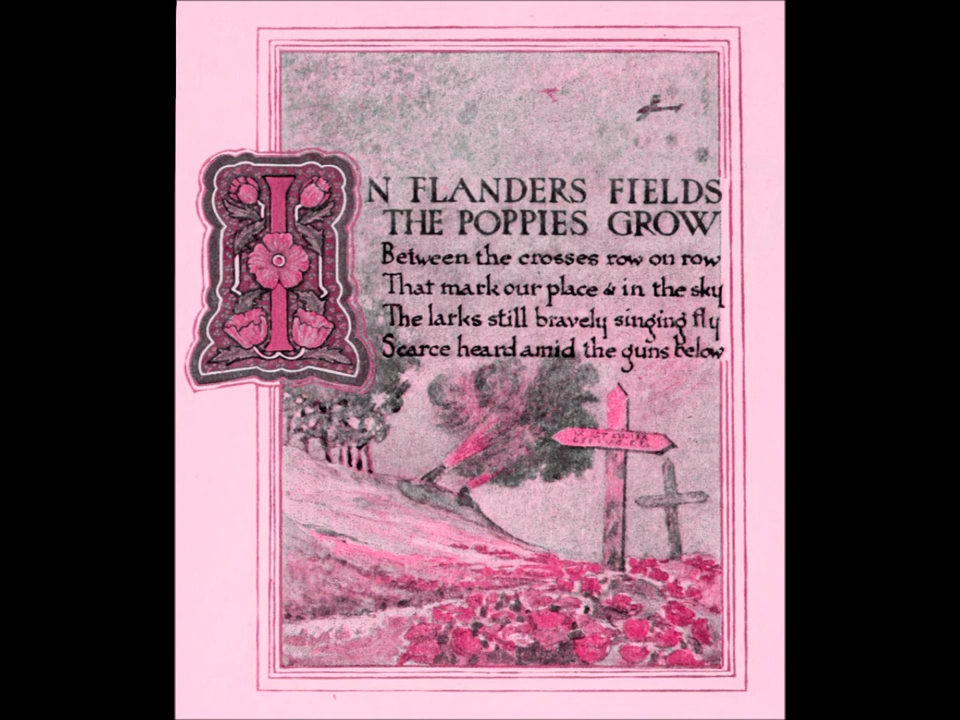 IN FLANDERS FIELDS
THE POPPIES GROW
Between the crosses row on row
That mark our place & in the sky
The larks still bravely singing fly
Scarce heard amid the guns below